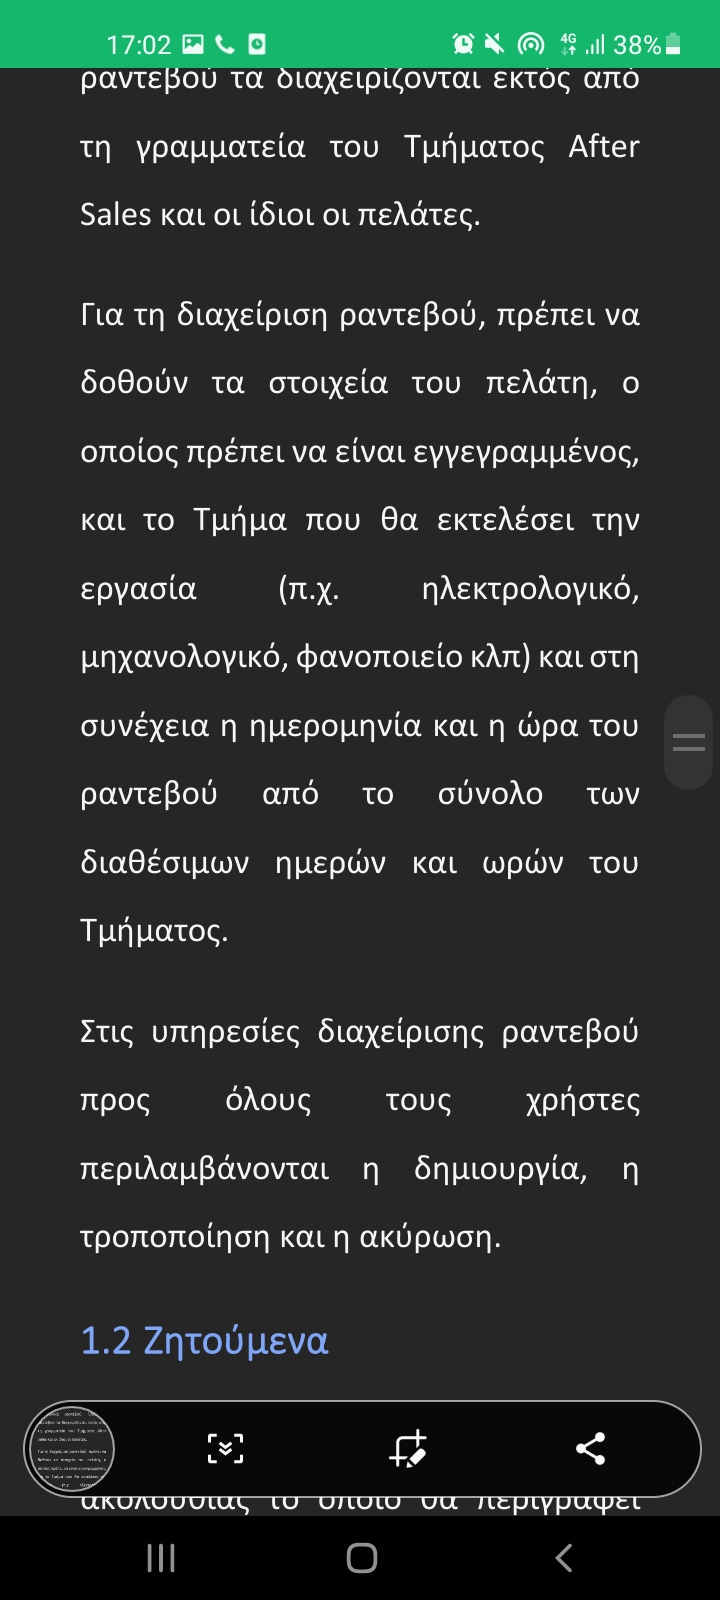 17:02 4G 38%
ραντεβού τα διαχειρίζονται εκτός από
τη γραμματεία του Τμήματος After
Sales και οι ίδιοι οι πελάτες.
Για τη διαχείριση ραντεβού, πρέπει να
δοθούν τα στοιχεία του πελάτη, ο
οποίος πρέπει να είναι εγγεγραμμένος,
και το Τμήμα που θα εκτελέσει την
εργασία (π.χ. ηλεκτρολογικό,
μηχανολογικό, φανοποιείο κλπ) και στη
συνέχεια η ημερομηνία και η ώρα του
ραντεβού από το σύνολο των
διαθέσιμων ημερών και ωρών του
Τμήματος.
Στις υπηρεσίες διαχείρισης ραντεβού
προς όλους τους χρήστες
περιλαμβάνονται η δημιουργία, η
τροποποίηση και η ακύρωση.
1.2 Ζητούμενα
ακολουθίας το οποίο θα περιγράφει